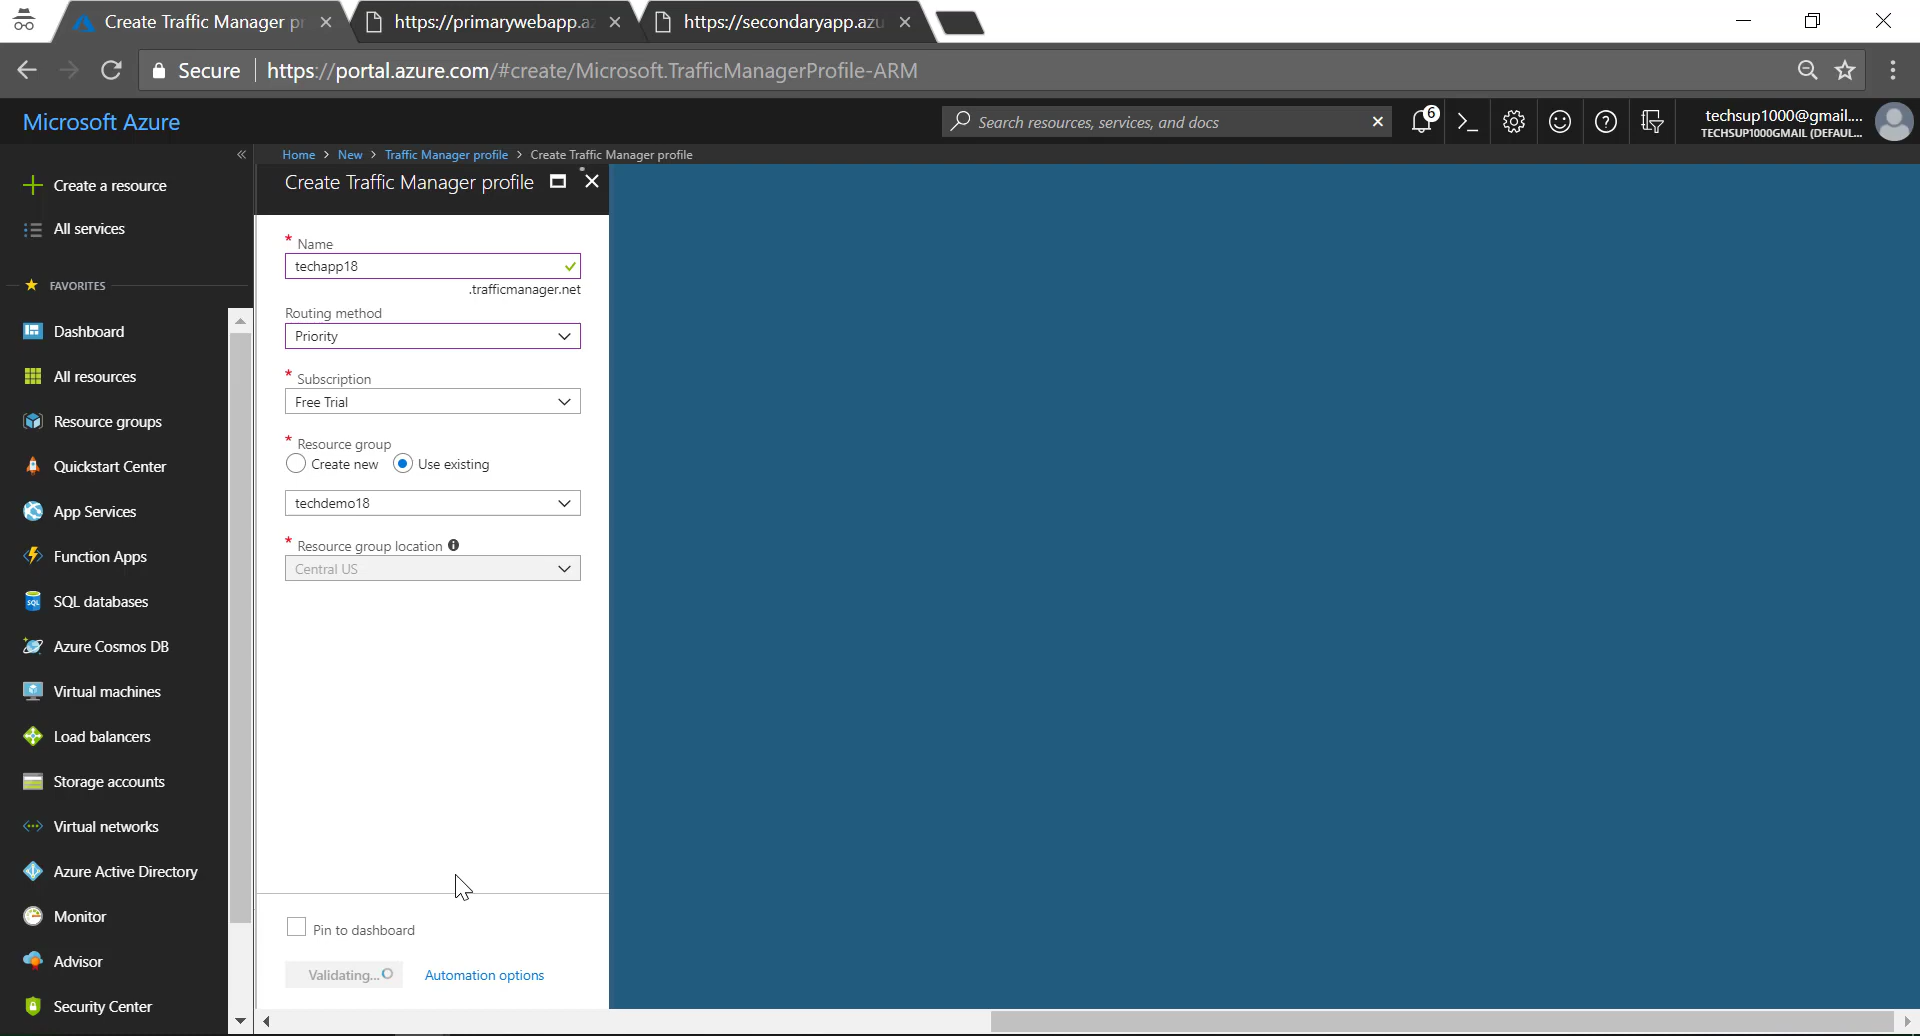 Create Traffic Manager pr
https://primarywebapp.az
https://secondaryapp.azu
Secure
https://portal.azure.com/#create/Microsoft.TrafficManagerProfile-ARM
Microsoft Azure
Search resources, services, and docs
6
techsup1000@gmail....
TECHSUP1000GMAIL (DEFAUL...
Home > New > Traffic Manager profile > Create Traffic Manager profile
Create a resource
All services
FAVORITES
Dashboard
All resources
Resource groups
Quickstart Center
App Services
Function Apps
SQL databases
Azure Cosmos DB
Virtual machines
Load balancers
Storage accounts
Virtual networks
Azure Active Directory
Monitor
Advisor
Security Center
Create Traffic Manager profile
* Name
techapp18
.trafficmanager.net
Routing method
Priority
* Subscription
Free Trial
* Resource group
Create new Use existing
techdemo18
* Resource group location
Central US
Pin to dashboard
Validating...
Automation options